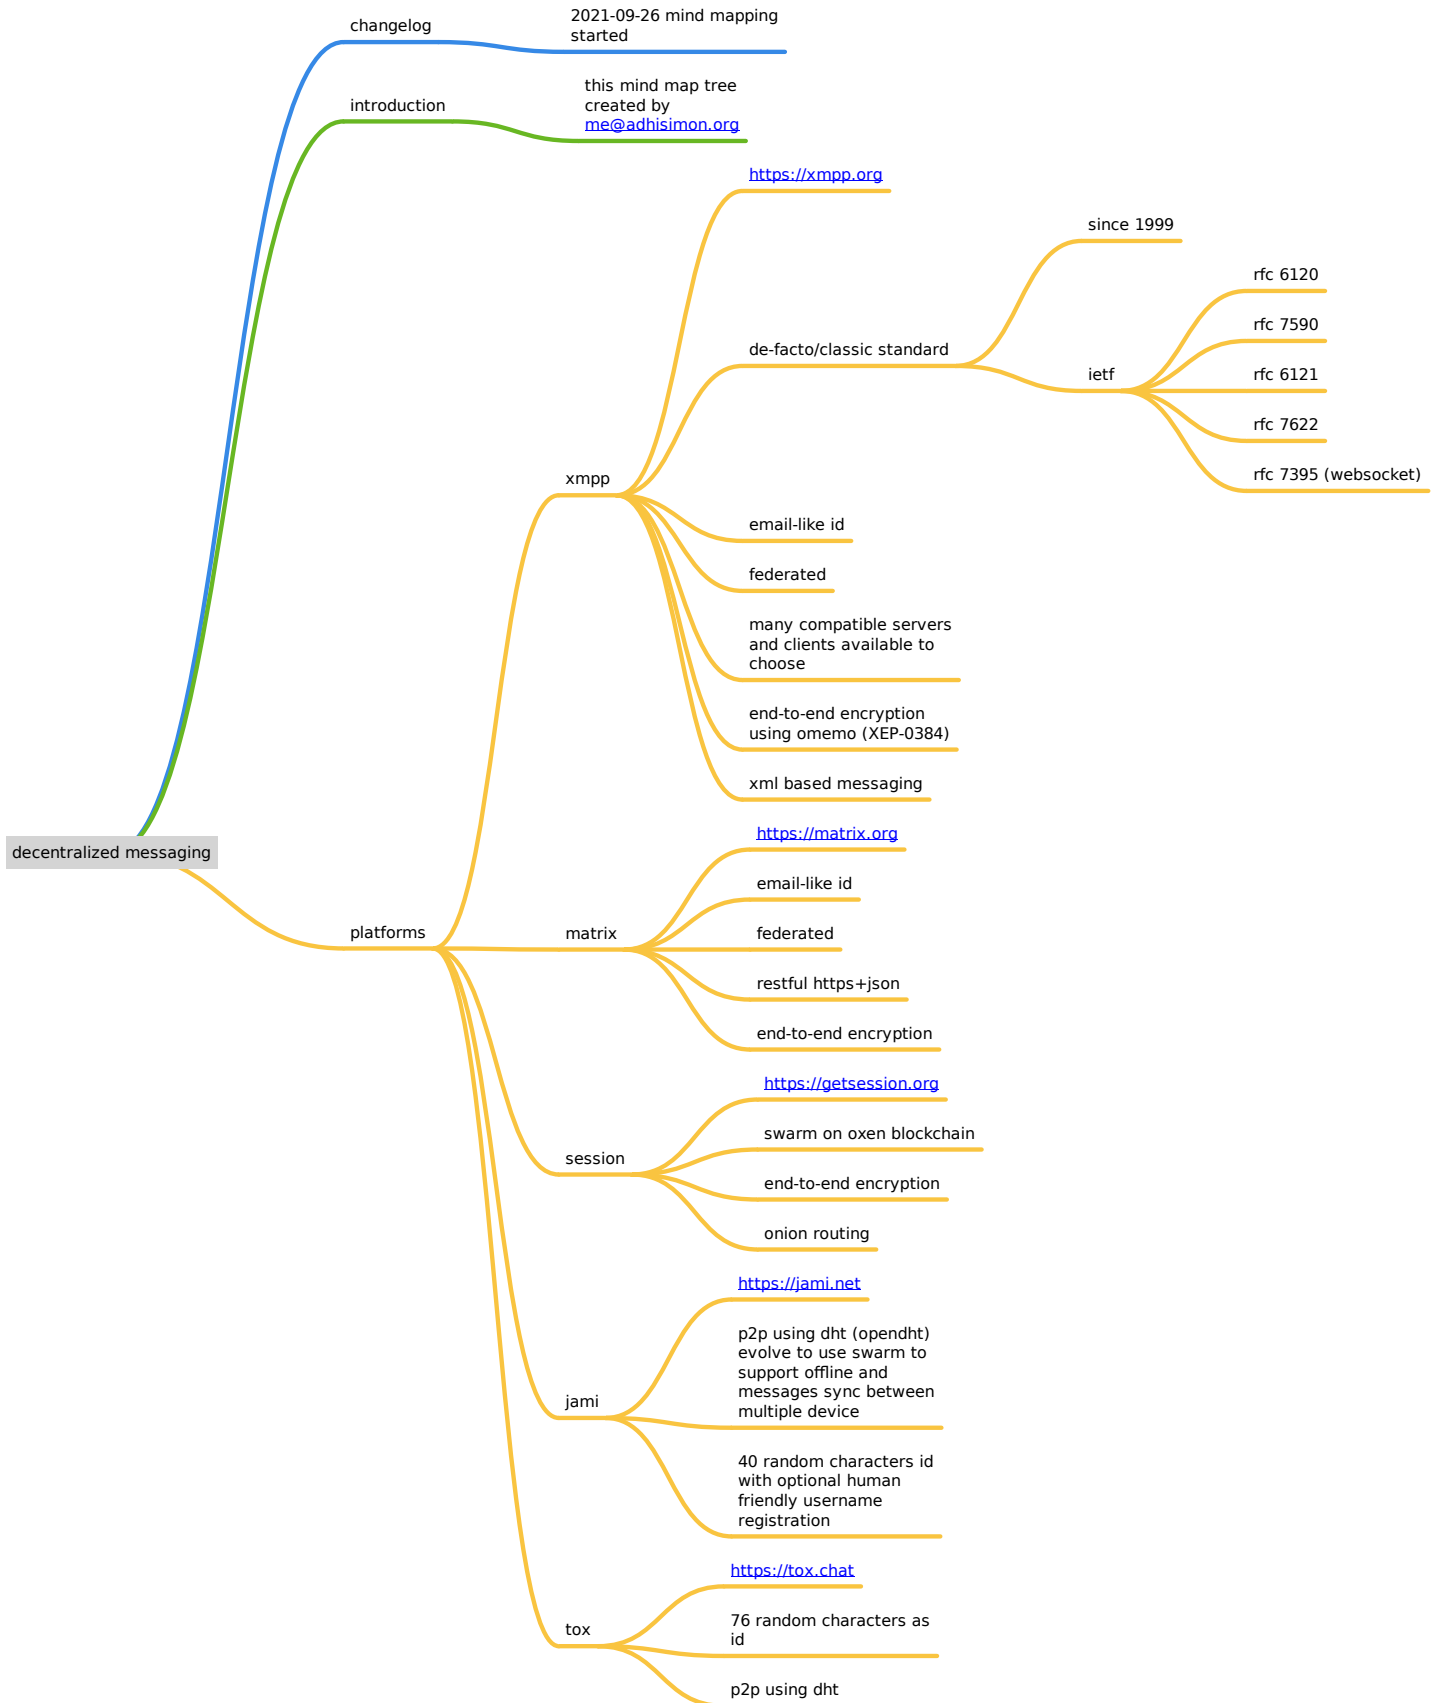 changelog
2021-09-26 mind mapping
started
introduction
this mind map tree
created by
me@adhisimon.org
decentralized messaging
platforms
xmpp
https://xmpp.org
de-facto/classic standard
since 1999
ietf
rfc 6120
rfc 7590
rfc 6121
rfc 7622
rfc 7395 (websocket)
email-like id
federated
many compatible servers
and clients available to
choose
end-to-end encryption
using omemo (XEP-0384)
xml based messaging
matrix
https://matrix.org
email-like id
federated
restful https+json
end-to-end encryption
session
https://getsession.org
swarm on oxen blockchain
end-to-end encryption
onion routing
jami
https://jami.net
p2p using dht (opendht)
evolve to use swarm to
support offline and
messages sync between
multiple device
40 random characters id
with optional human
friendly username
registration
tox
https://tox.chat
76 random characters as
id
p2p using dht